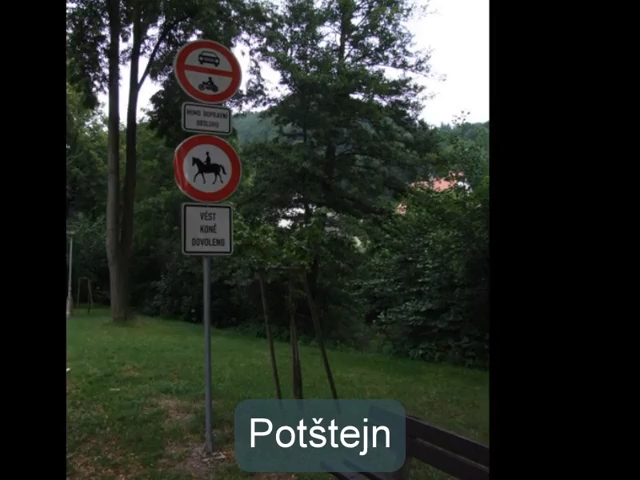 MIMO DOPRAVNÍ
OBSLUHU
VÉST
KONĚ
DOVOLENO
Potštejn